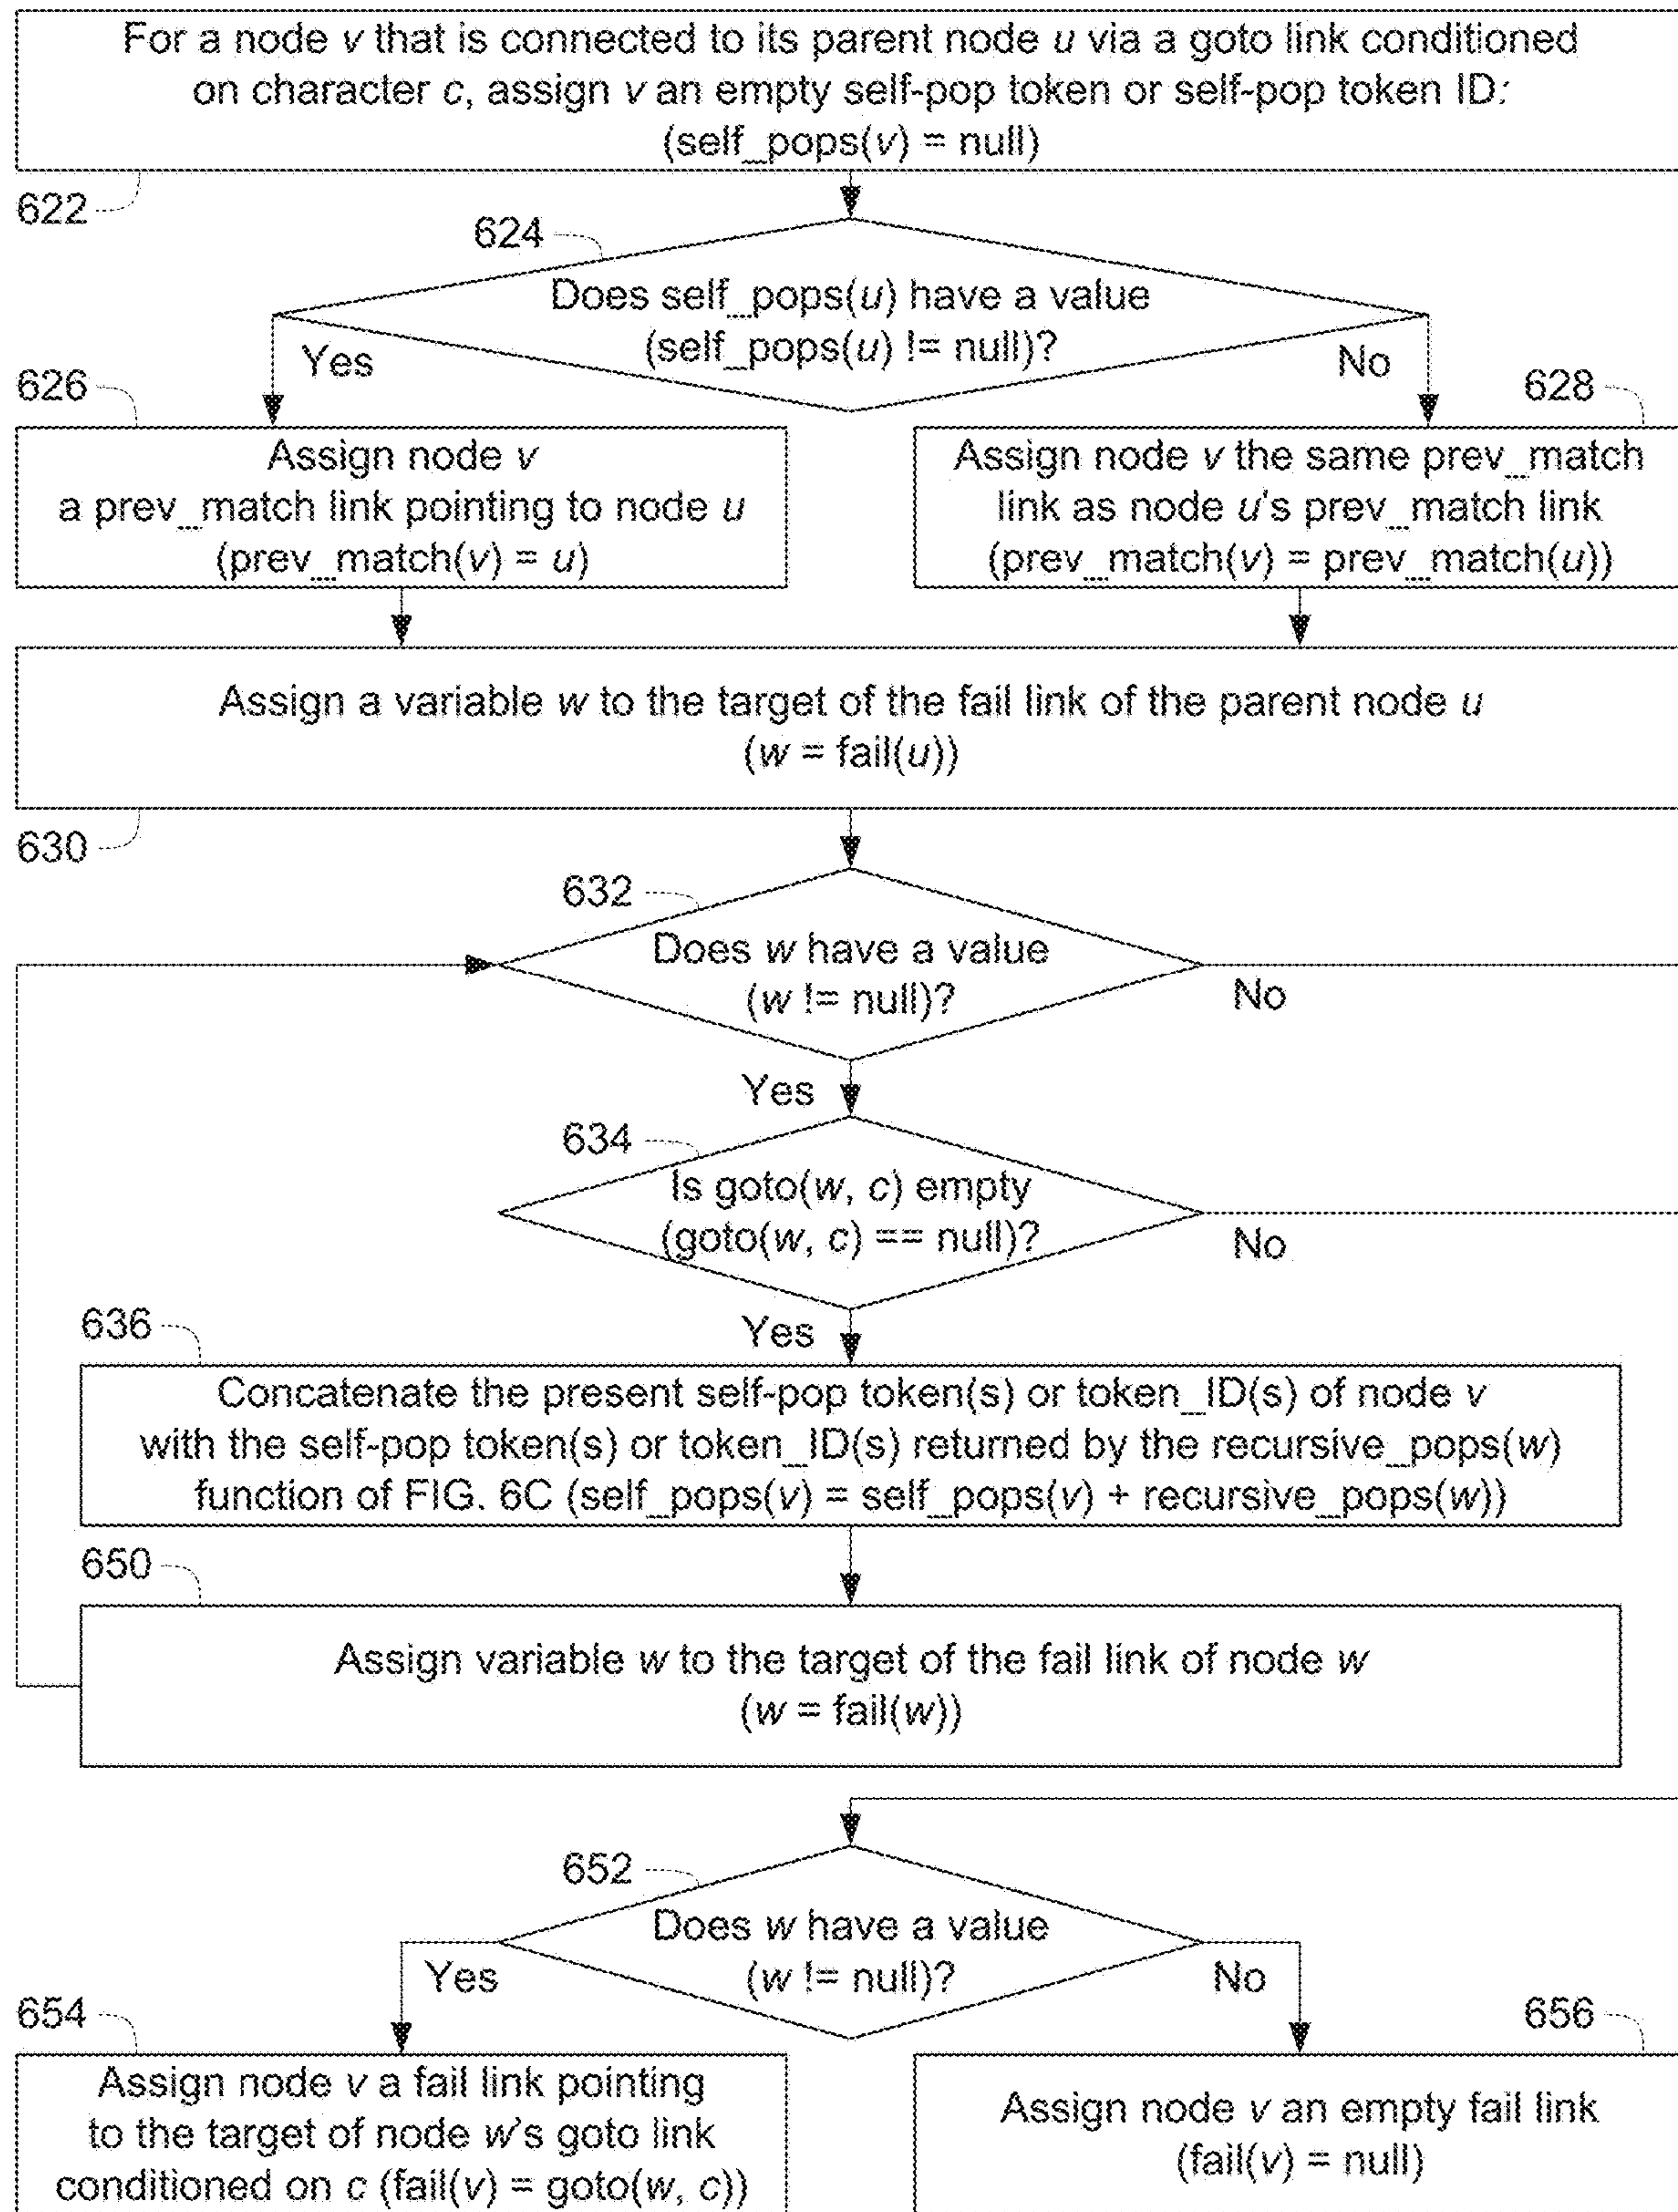 For a node v that is connected to its parent node u via a goto link conditioned
on character c, assign v an empty self-pop token or self-pop token ID:
(self_pops(v) = null)
622
624
Does self_pops(u) have a value
(self_pops(u) != null)?
Yes
No
626
628
Assign node v
a prev_match link pointing to node u
(prev_match(v) = u)
Assign node v the same prev_match
link as node u's prev_match link
(prev_match(v) = prev_match(u))
Assign a variable w to the target of the fail link of the parent node u
(w = fail(u))
630
632
Does w have a value
(w != null)?
No
Yes
634
Is goto(w, c) empty
(goto(w, c) == null)?
No
Yes
636
Concatenate the present self-pop token(s) or token_ID(s) of node v
with the self-pop token(s) or token_ID(s) returned by the recursive_pops(w)
function of FIG. 6C (self_pops(v) = self_pops(v) + recursive_pops(w))
650
Assign variable w to the target of the fail link of node w
(w = fail(w))
652
Does w have a value
(w != null)?
Yes
No
654
656
Assign node v a fail link pointing
to the target of node w's goto link
conditioned on c (fail(v) = goto(w, c))
Assign node v an empty fail link
(fail(v) = null)